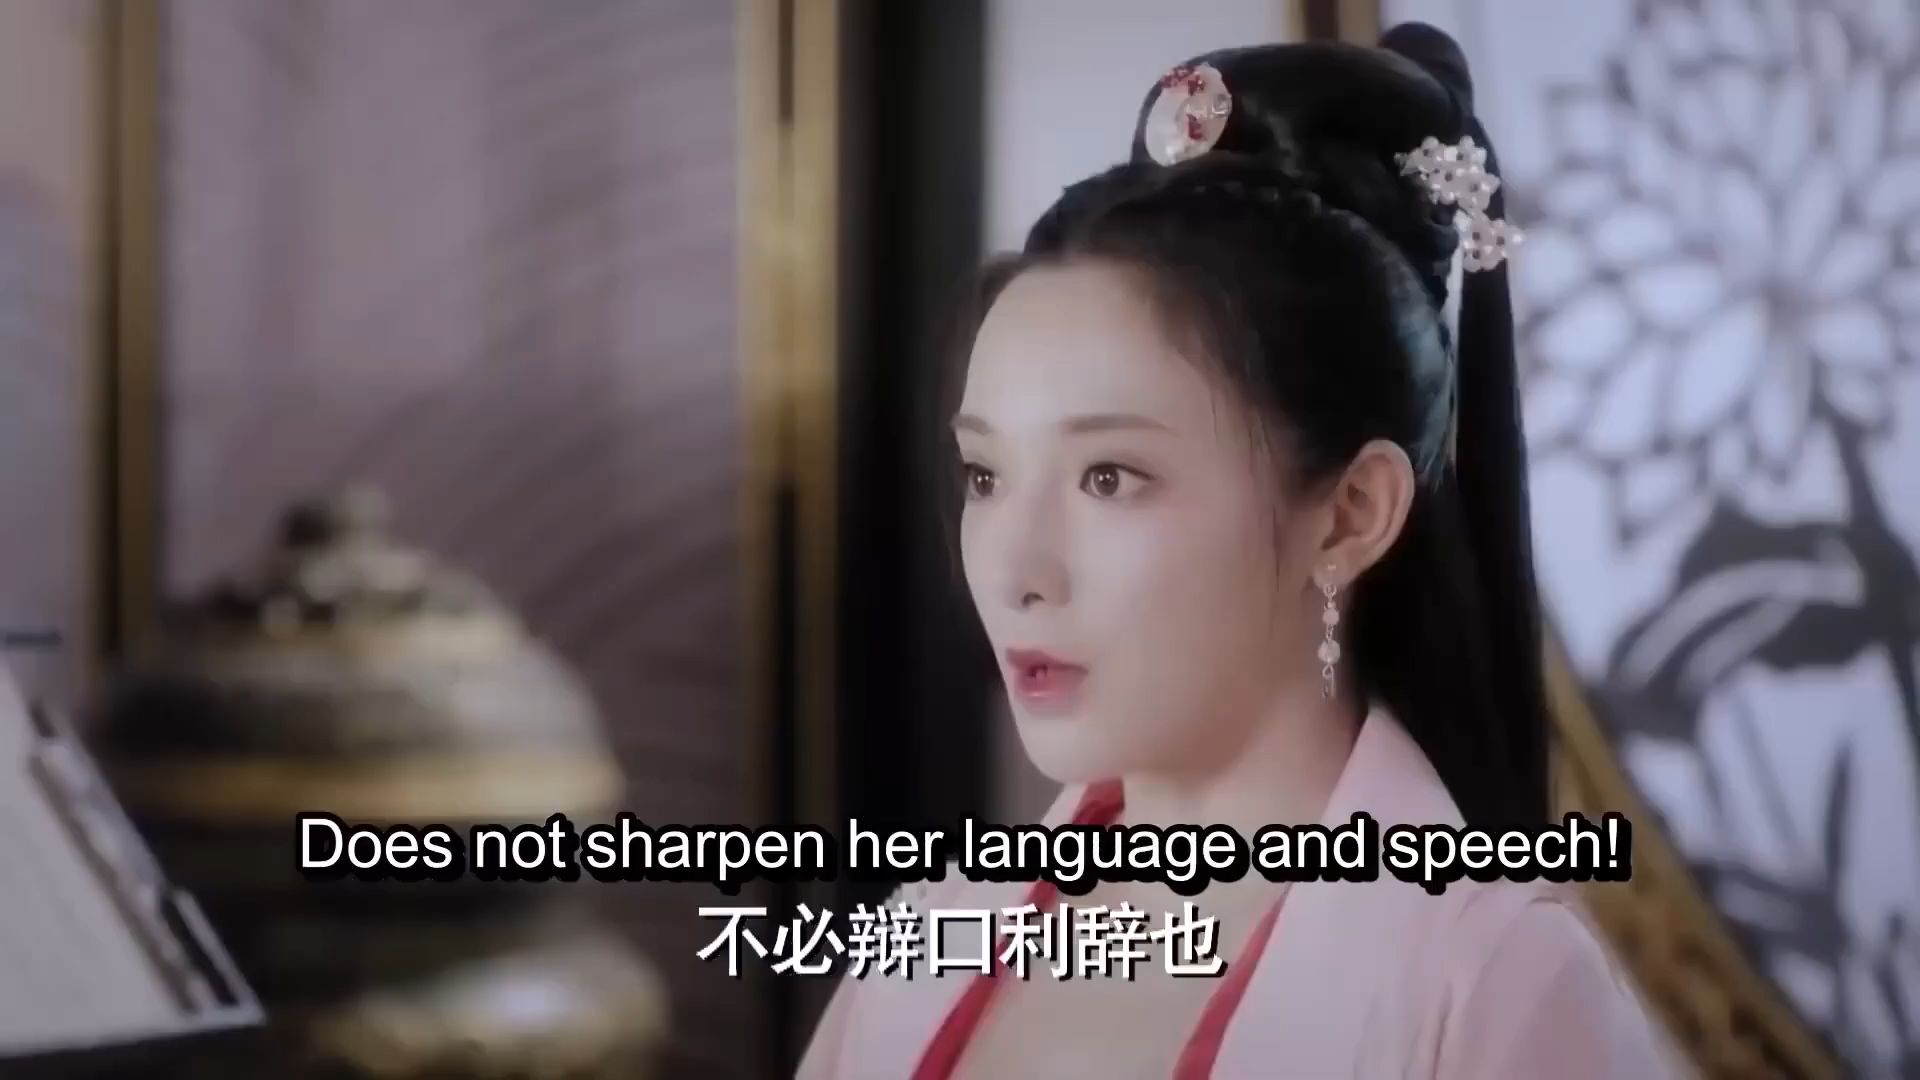 Does not sharpen her language and speech!
不必辩口利辞也